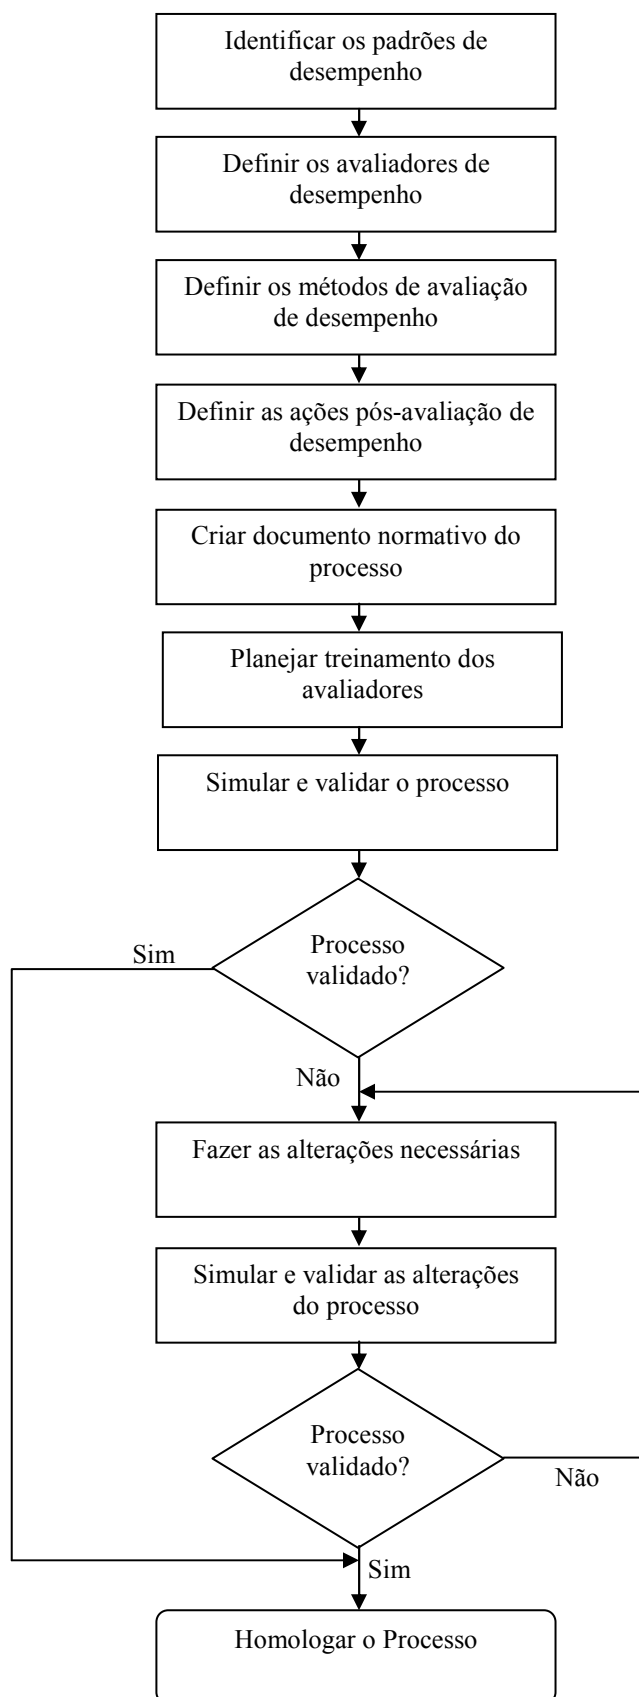 Identificar os padrões de
desempenho
Definir os avaliadores de
desempenho
Definir os métodos de avaliação
de desempenho
Definir as ações pós-avaliação de
desempenho
Criar documento normativo do
processo
Planejar treinamento dos
avaliadores
Simular e validar o processo
Processo
validado?
Sim
Não
Fazer as alterações necessárias
Simular e validar as alterações
do processo
Processo
validado?
Não
Sim
Homologar o Processo